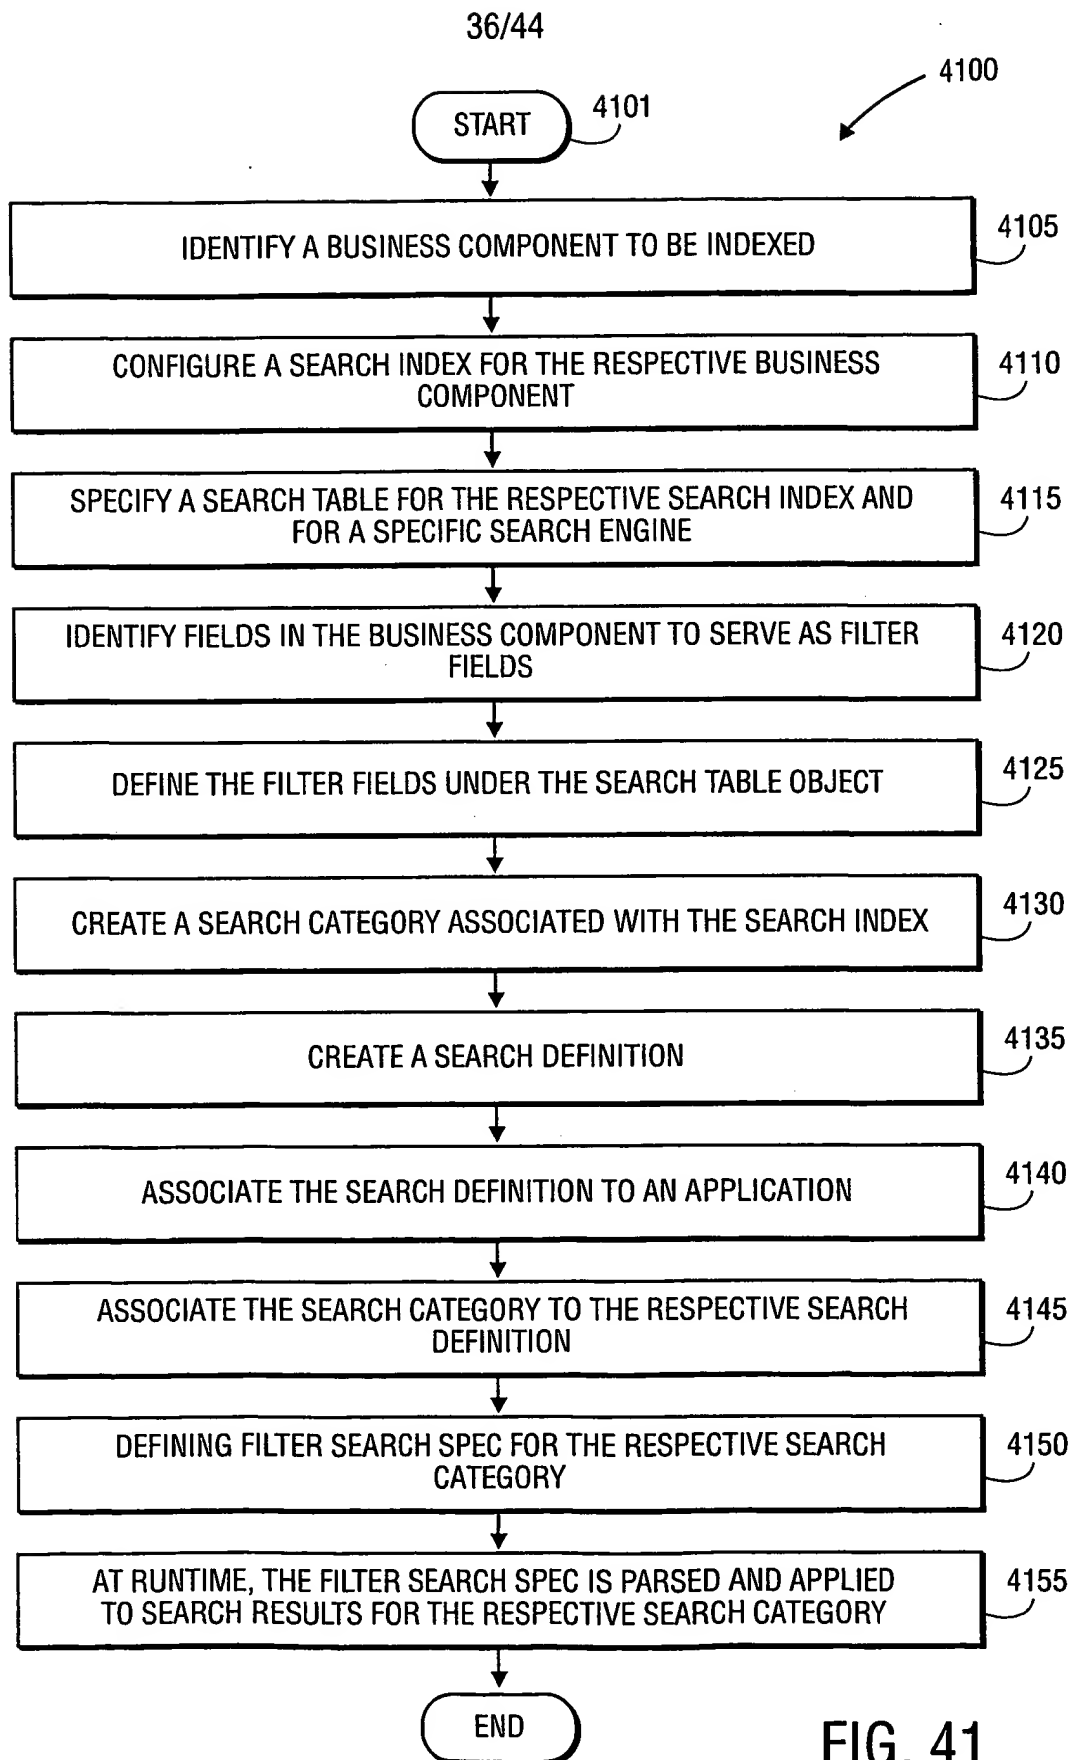 36/44
4100
START
4101
IDENTIFY A BUSINESS COMPONENT TO BE INDEXED
4105
CONFIGURE A SEARCH INDEX FOR THE RESPECTIVE BUSINESS
COMPONENT
4110
SPECIFY A SEARCH TABLE FOR THE RESPECTIVE SEARCH INDEX AND
FOR A SPECIFIC SEARCH ENGINE
4115
IDENTIFY FIELDS IN THE BUSINESS COMPONENT TO SERVE AS FILTER
FIELDS
4120
DEFINE THE FILTER FIELDS UNDER THE SEARCH TABLE OBJECT
4125
CREATE A SEARCH CATEGORY ASSOCIATED WITH THE SEARCH INDEX
4130
CREATE A SEARCH DEFINITION
4135
ASSOCIATE THE SEARCH DEFINITION TO AN APPLICATION
4140
ASSOCIATE THE SEARCH CATEGORY TO THE RESPECTIVE SEARCH
DEFINITION
4145
DEFINING FILTER SEARCH SPEC FOR THE RESPECTIVE SEARCH
CATEGORY
4150
AT RUNTIME, THE FILTER SEARCH SPEC IS PARSED AND APPLIED
TO SEARCH RESULTS FOR THE RESPECTIVE SEARCH CATEGORY
4155
END
FIG. 41